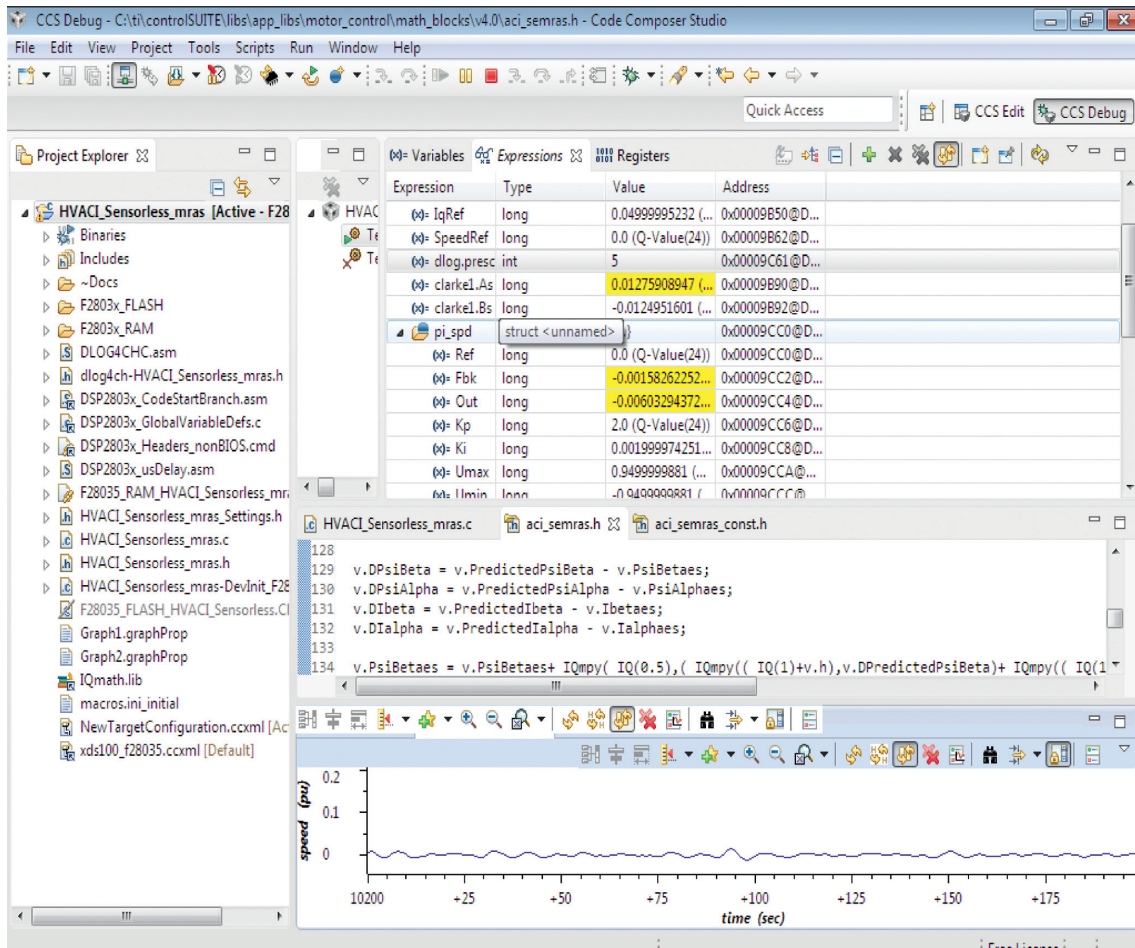 CCS Debug - C:\ti\controlSUITE\libs\app_libs\motor_control\math_blocks\v4.0\aci_semras.h - Code Composer Studio
File Edit View Project Tools Scripts Run Window Help
Quick Access
CCS Edit
CCS Debug
Project Explorer
HVACI_Sensorless_mras [Active - F28
Binaries
Includes
~Docs
F2803x_FLASH
F2803x_RAM
DLOG4CHC.asm
dlog4ch-HVACI_Sensorless_mras.h
DSP2803x_CodeStartBranch.asm
DSP2803x_GlobalVariableDefs.c
DSP2803x_Headers_nonBIOS.cmd
DSP2803x_usDelay.asm
F28035_RAM_HVACI_Sensorless_mr
HVACI_Sensorless_mras_Settings.h
HVACI_Sensorless_mras.c
HVACI_Sensorless_mras.h
HVACI_Sensorless_mras-DevInit_F28
F28035_FLASH_HVACI_Sensorless.C
Graph1.graphProp
Graph2.graphProp
IQmath.lib
macros.ini_initial
NewTargetConfiguration.ccxml [Ac
xds100_f28035.ccxml [Default]
HVAC
Te
Te
(x)= Variables Expressions 1010 0101 Registers
Expression Type Value Address
(x)= IqRef long 0.04999995232 (... 0x00009B50@D...
(x)= SpeedRef long 0.0 (Q-Value(24)) 0x00009B62@D...
(x)= dlog.presc int 5 0x00009C61@D...
(x)= clarke1.As long 0.01275908947 (... 0x00009B90@D...
(x)= clarke1.Bs long -0.0124951601 (... 0x00009B92@D...
pi_spd struct <unnamed> } 0x00009CC0@D...
(x)= Ref long 0.0 (Q-Value(24)) 0x00009CC0@D...
(x)= Fbk long -0.00158262252... 0x00009CC2@D...
(x)= Out long -0.00603294372... 0x00009CC4@D...
(x)= Kp long 2.0 (Q-Value(24)) 0x00009CC6@D...
(x)= Ki long 0.001999974251... 0x00009CC8@D...
(x)= Umax long 0.9499999881 (... 0x00009CCA@...
(x)= Umin long -0.9499999881 ( 0x00009CCC@
HVACI_Sensorless_mras.c aci_semras.h aci_semras_const.h
128
129 v.DPsiBeta = v.PredictedPsiBeta - v.PsiBetaes;
130 v.DPsiAlpha = v.PredictedPsiAlpha - v.PsiAlphaes;
131 v.DIbeta = v.PredictedIbeta - v.Ibetaes;
132 v.DIalpha = v.PredictedIalpha - v.Ialphaes;
133
134 v.PsiBetaes = v.PsiBetaes+ IQmpy( IQ(0.5),( IQmpy(( IQ(1)+v.h),v.DPredictedPsiBeta)+ IQmpy(( IQ(1
speed (pu)
0.2
0.1
0
10200 +25 +50 +75 +100 +125 +150 +175
time (sec)